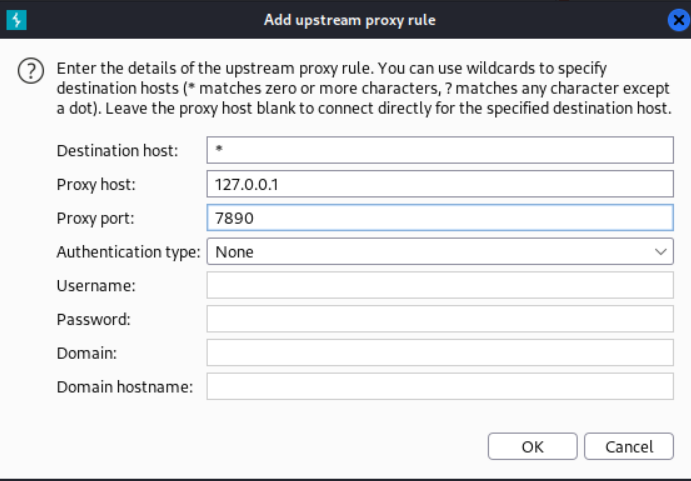 Add upstream proxy rule
Enter the details of the upstream proxy rule. You can use wildcards to specify
destination hosts (* matches zero or more characters, ? matches any character except
a dot). Leave the proxy host blank to connect directly for the specified destination host.
Destination host: *
Proxy host: 127.0.0.1
Proxy port: 7890
Authentication type: None
Username:
Password:
Domain:
Domain hostname:
OK Cancel